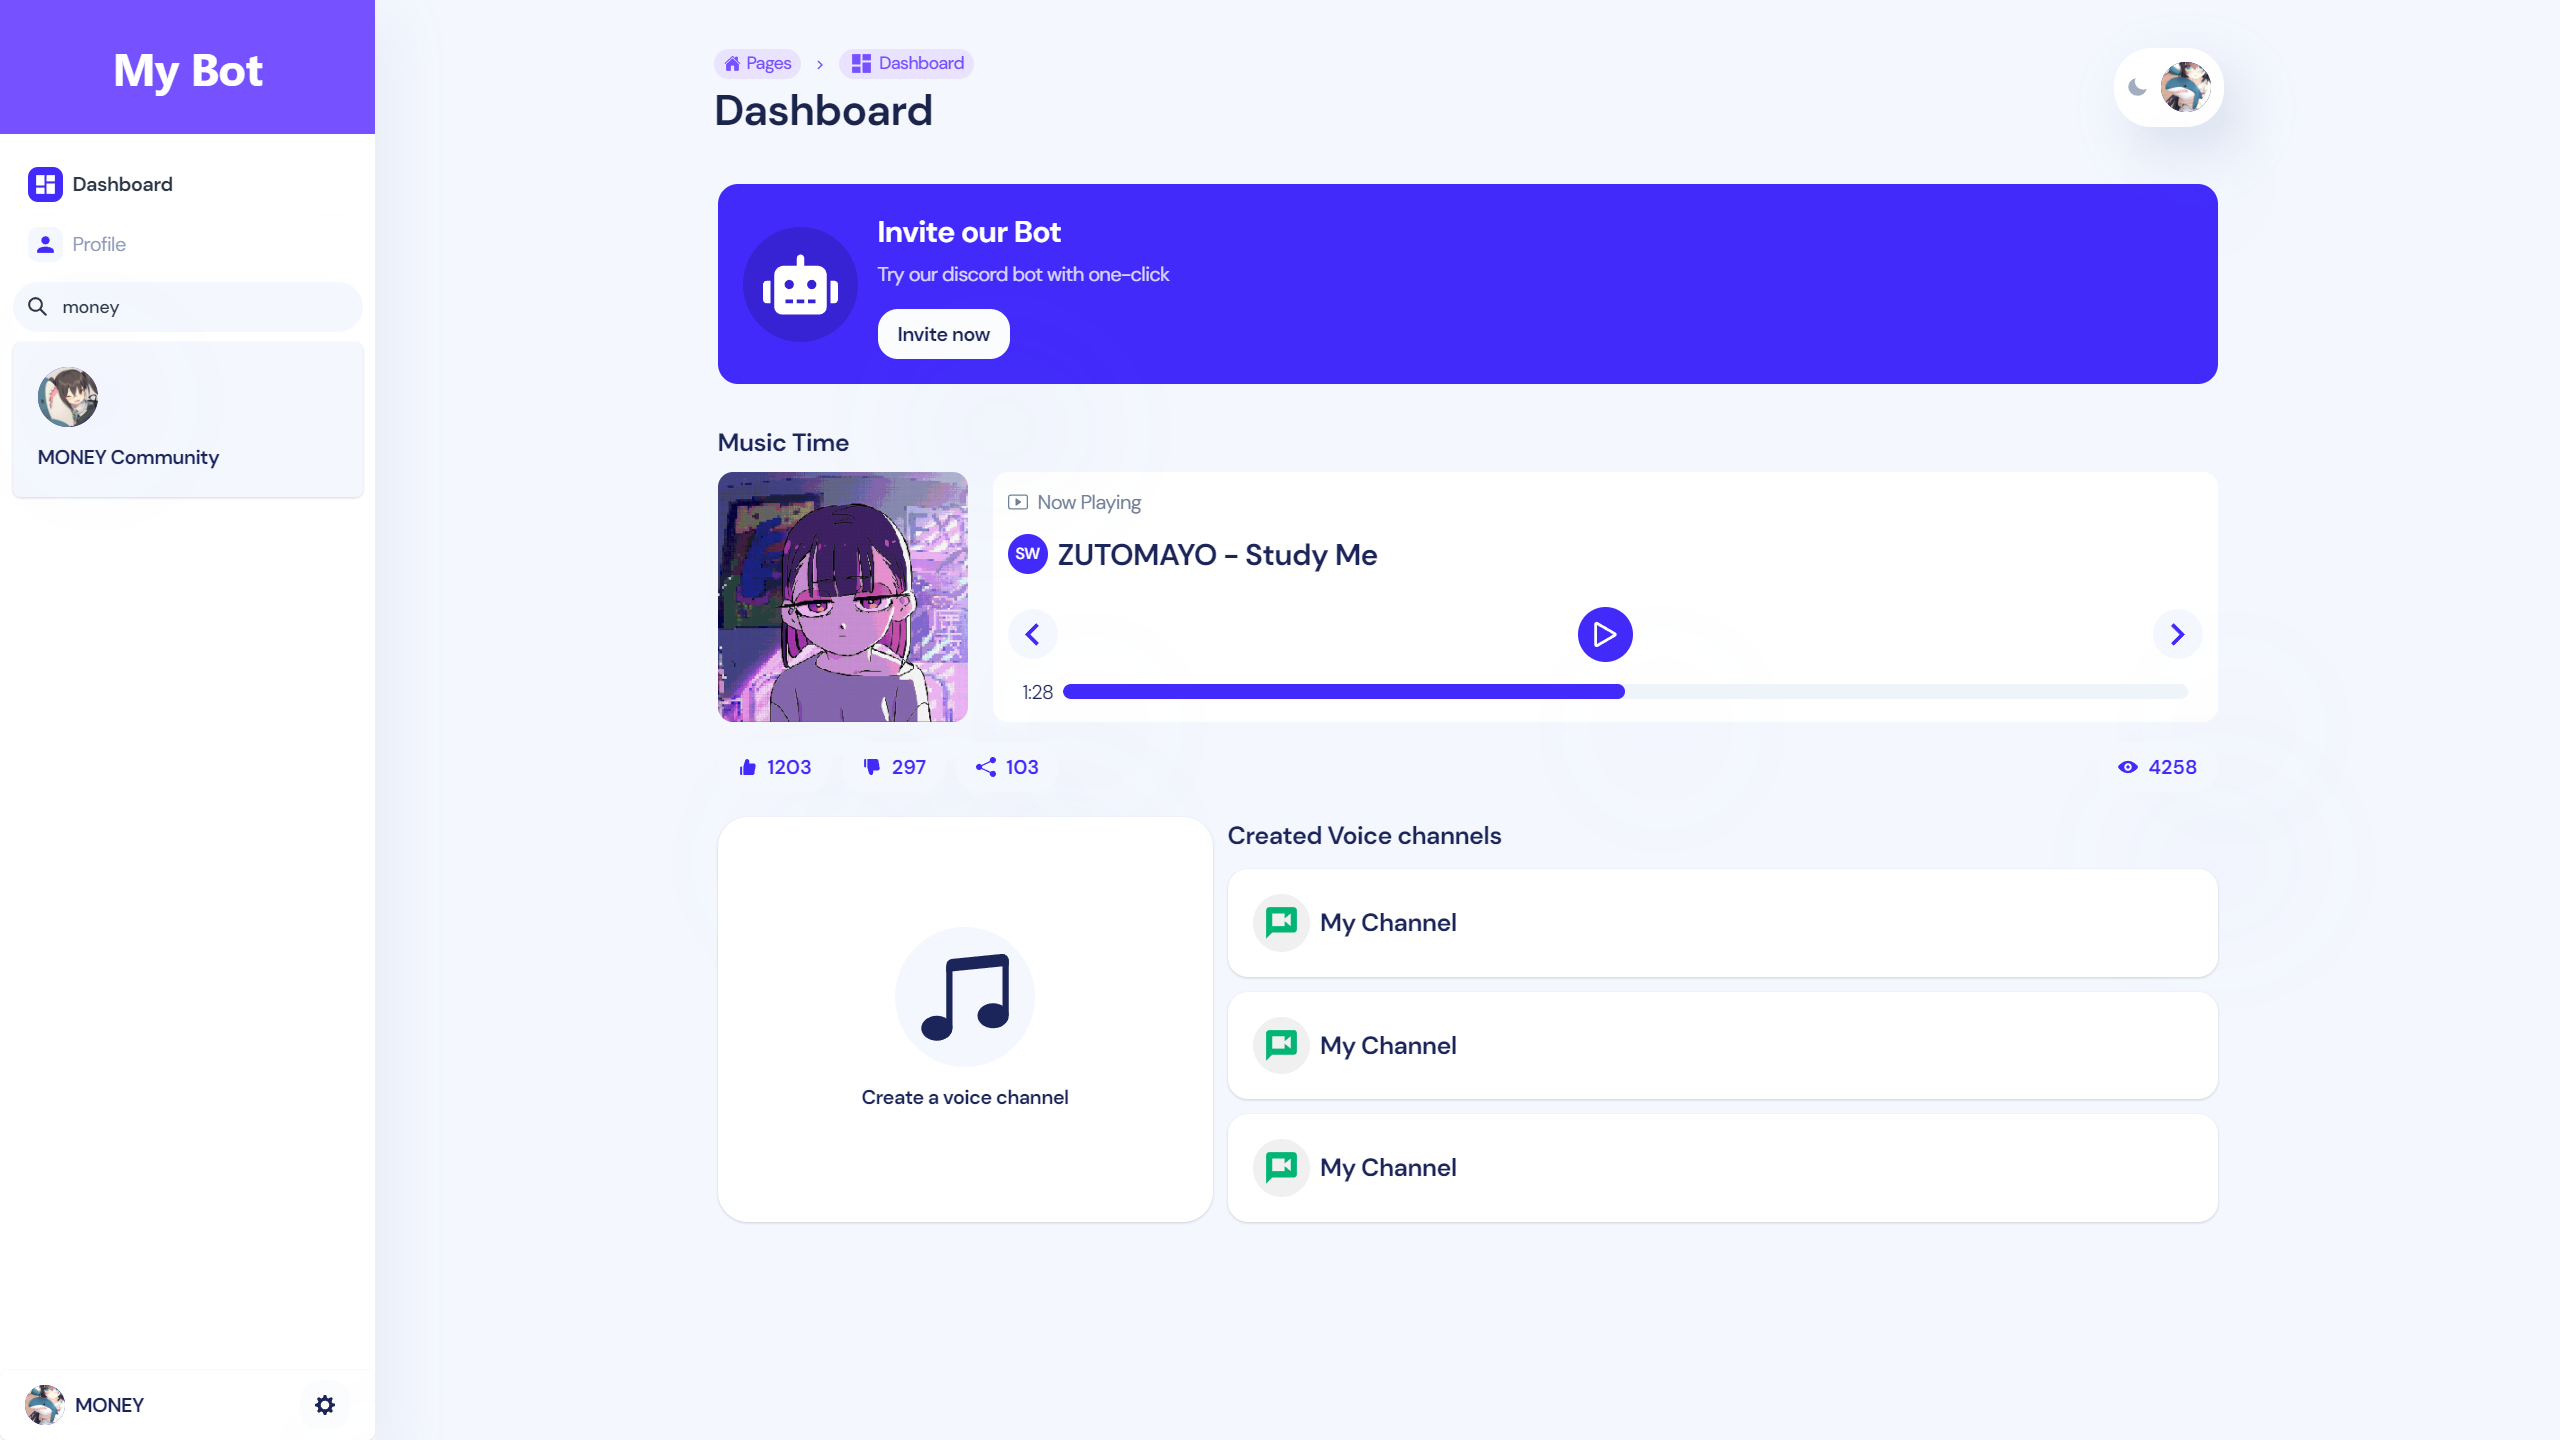 My Bot
Dashboard
Profile
money
MONEY Community
MONEY
Pages > Dashboard
Dashboard
Invite our Bot
Try our discord bot with one-click
Invite now
Music Time
Now Playing
SW ZUTOMAYO - Study Me
1:28
1203 297 103 4258
Create a voice channel
Created Voice channels
My Channel
My Channel
My Channel